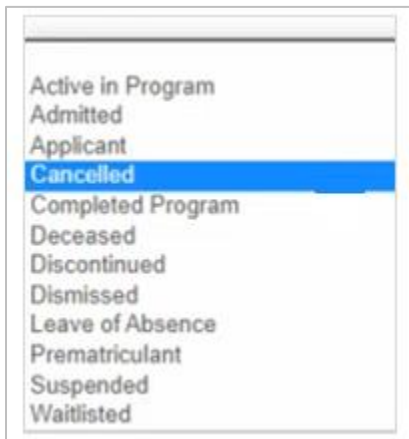 Active in Program
Admitted
Applicant
Cancelled
Completed Program
Deceased
Discontinued
Dismissed
Leave of Absence
Prematriculant
Suspended
Waitlisted